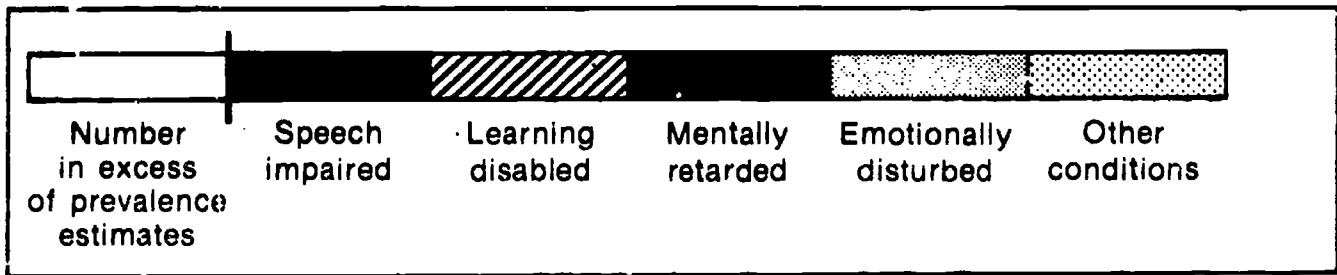 Number
in excess
of prevalence
estimates
Speech
impaired
Learning
disabled
Mentally
retarded
Emotionally
disturbed
Other
conditions